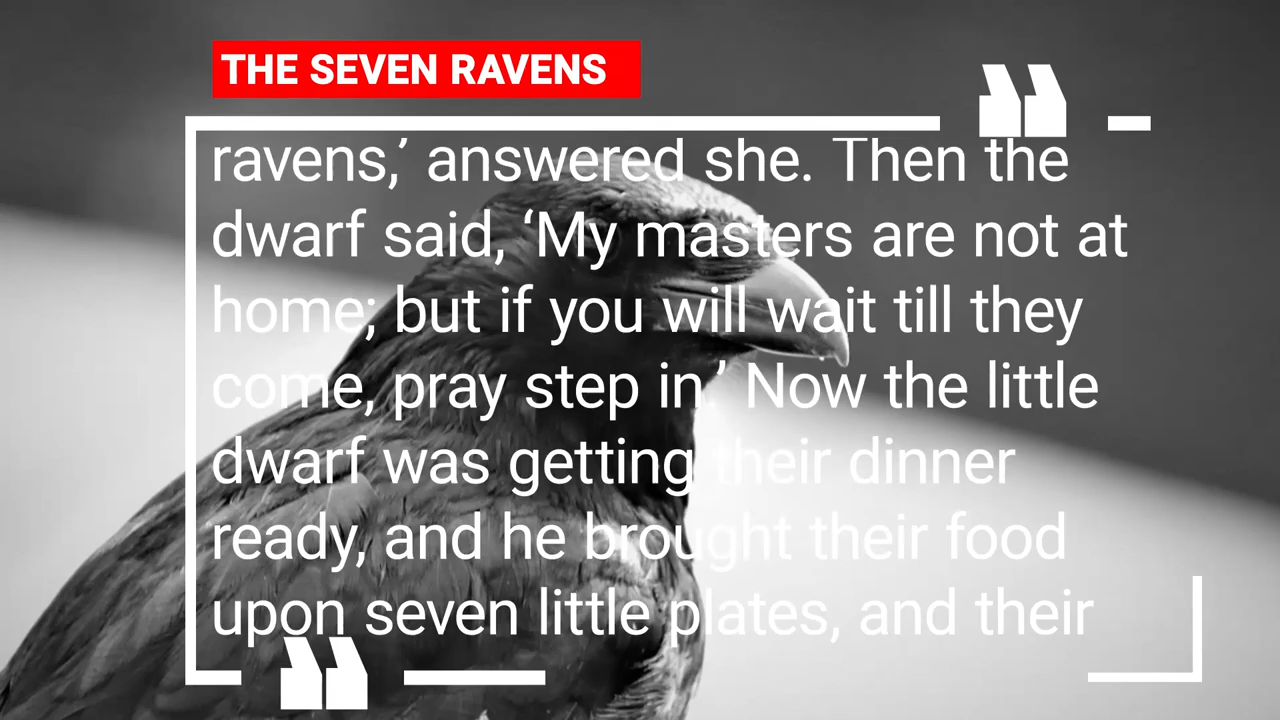 THE SEVEN RAVENS
ravens,’ answered she. Then the
dwarf said, ‘My masters are not at
home; but if you will wait till they
come, pray step in.’ Now the little
dwarf was getting their dinner
ready, and he brought their food
upon seven little plates, and their